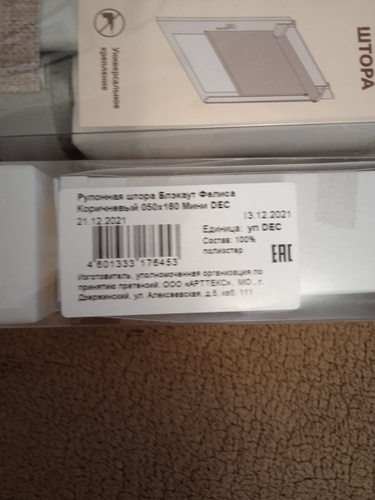 ШТОРА
Универсальное
крепление
Рулонная штора Блэкаут Фелиса
Коричневый 050x160 Мини DEC
21.12.2021
13.12.2021
Единица: уп DEC
Состав: 100%
полиэстер
EAC
4 601333 176453
Изготовитель, уполномоченная организация по
принятию претензий: ООО «АРТТЕКС», МО., г.
Дзержинский, ул. Алексеевская, д.5, каб. 111